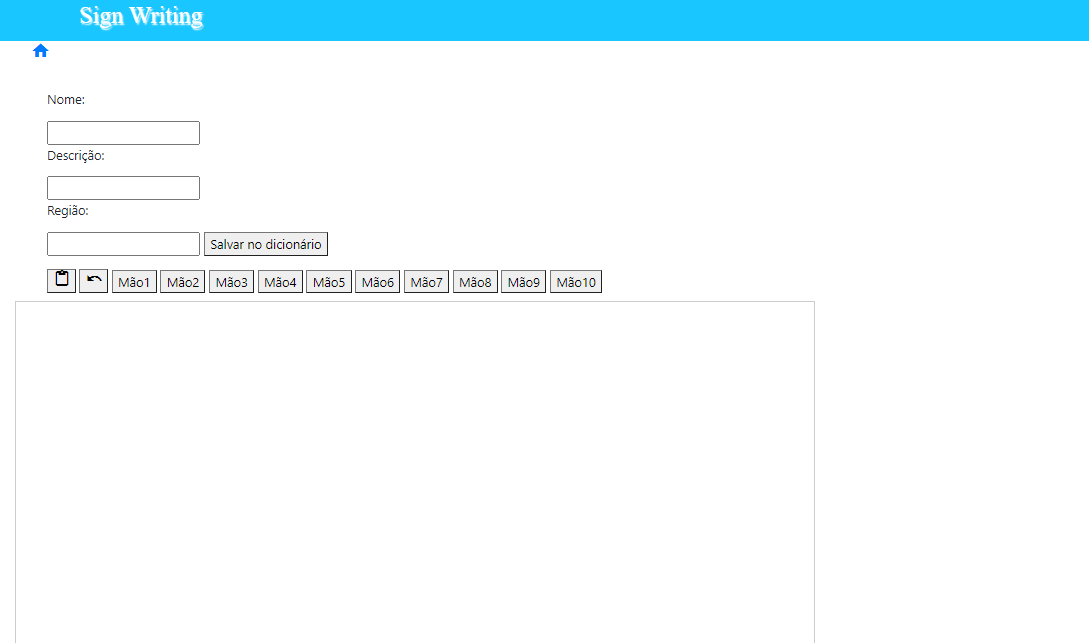 Sign Writing
Nome:
Descrição:
Região:
Salvar no dicionário
Mão1 Mão2 Mão3 Mão4 Mão5 Mão6 Mão7 Mão8 Mão9 Mão10